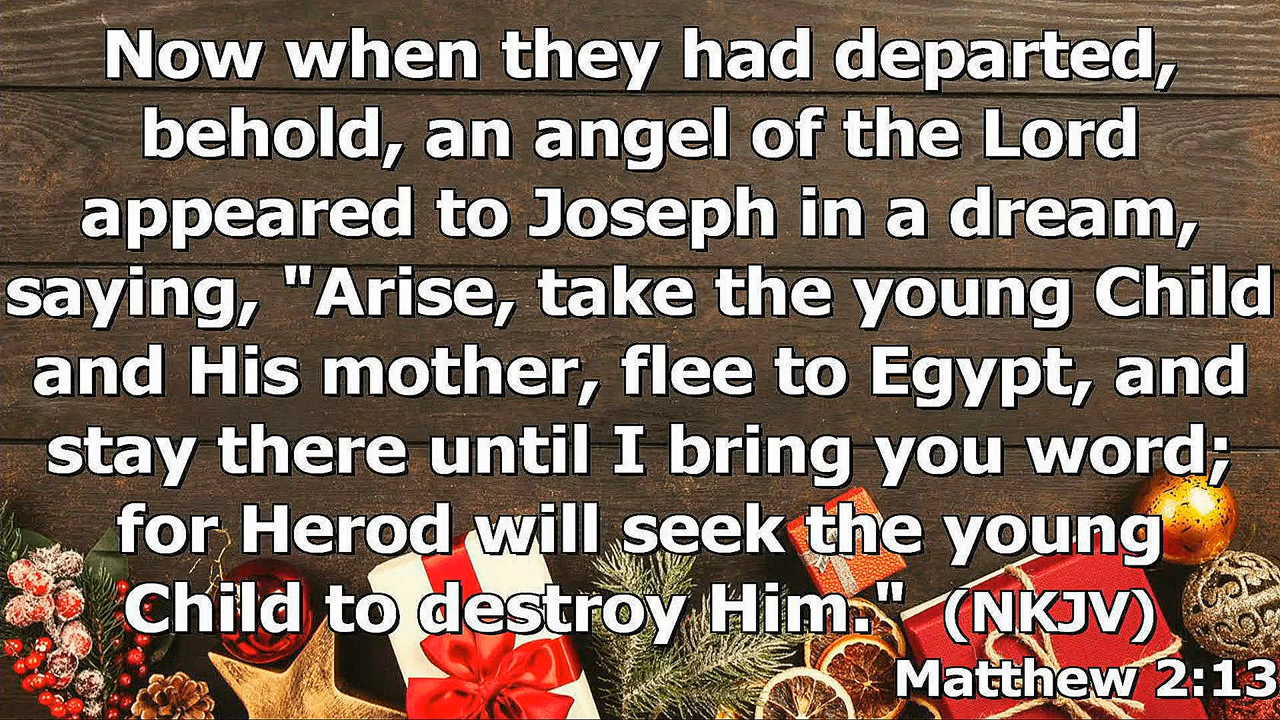 Now when they had departed,
behold, an angel of the Lord
appeared to Joseph in a dream,
saying, "Arise, take the young Child
and His mother, flee to Egypt, and
stay there until I bring you word;
for Herod will seek the young
Child to destroy Him." (NKJV)
Matthew 2:13